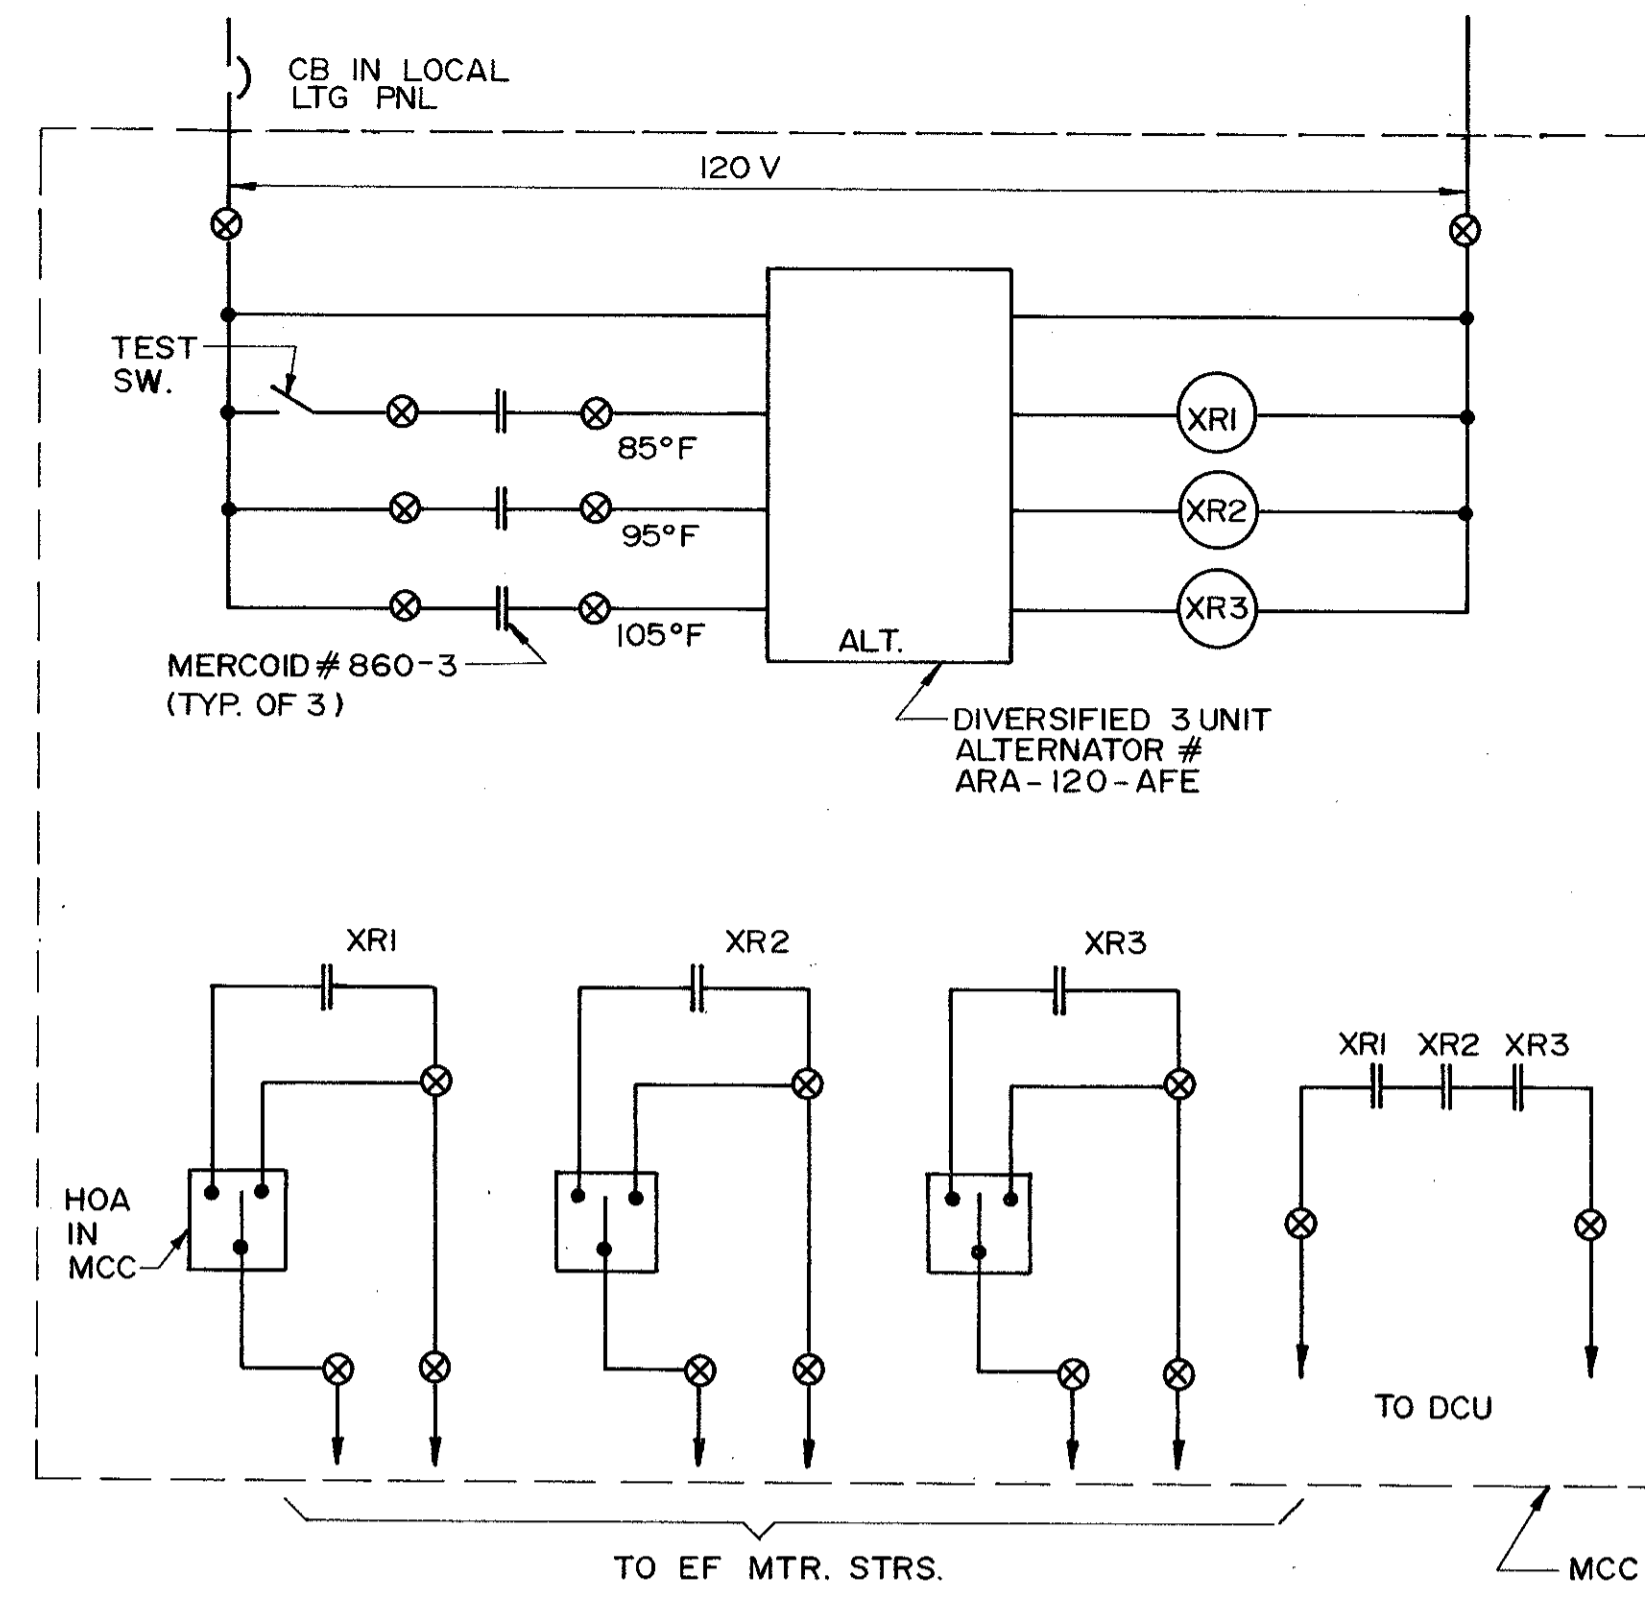 CB IN LOCAL
LTG PNL
120 V
TEST
SW.
85°F
95°F
105°F
XR1
XR2
XR3
ALT.
MERCOID # 860-3
(TYP. OF 3)
DIVERSIFIED 3 UNIT
ALTERNATOR #
ARA-120-AFE
XR1
XR2
XR3
XR1 XR2 XR3
HOA
IN
MCC
TO DCU
TO EF MTR. STRS.
MCC